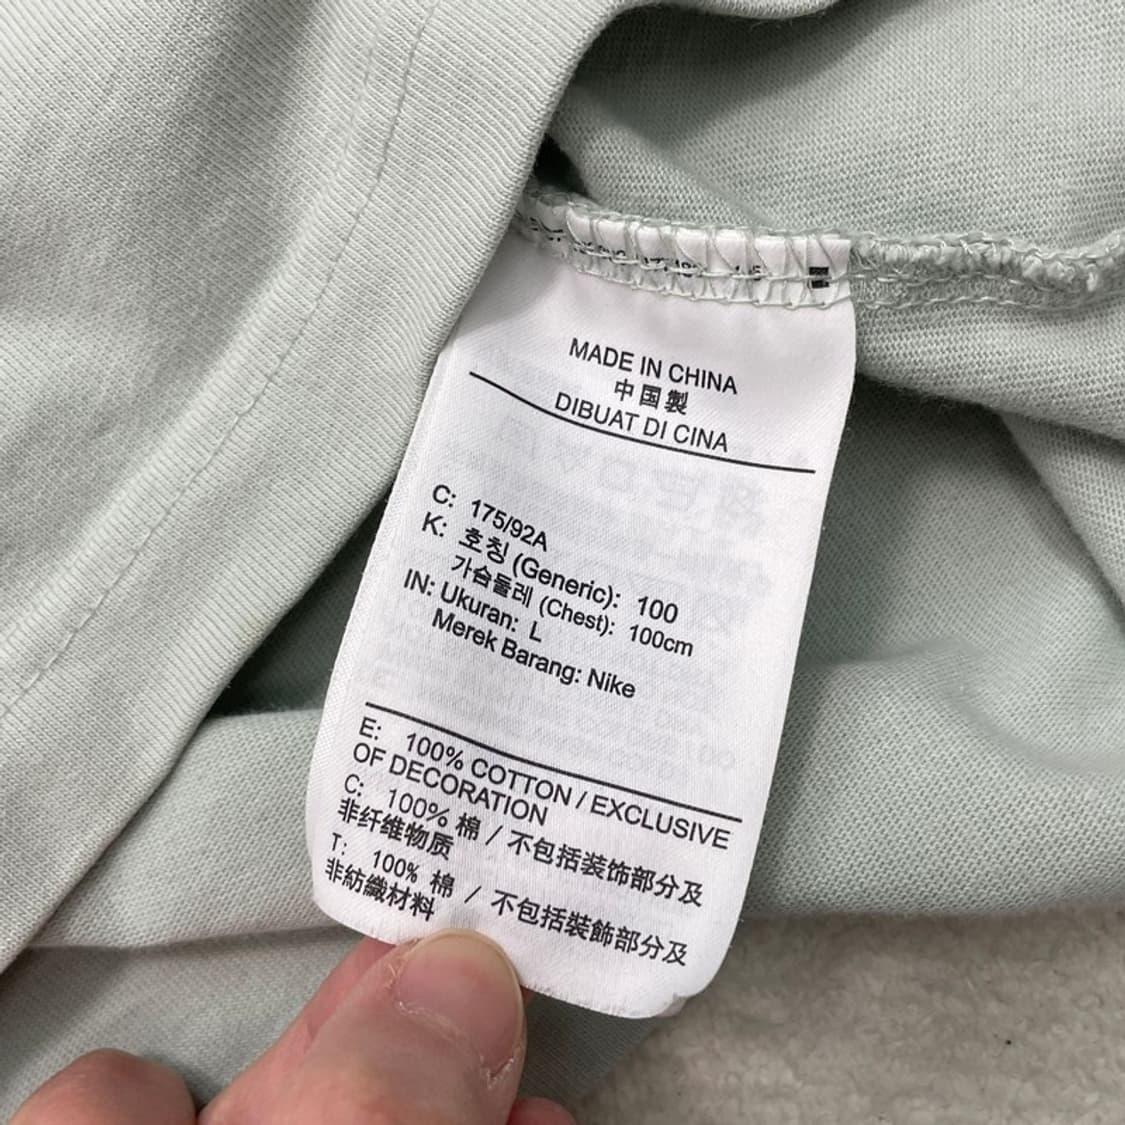 MADE IN CHINA
中国製
DIBUAT DI CINA
C: 175/92A
K: 호칭 (Generic): 100
가슴둘레 (Chest): 100cm
IN: Ukuran: L
Merek Barang: Nike
E: 100% COTTON / EXCLUSIVE
OF DECORATION
C: 100% 棉 / 不包括装饰部分及
非纤维物质
T: 100% 棉 / 不包括裝飾部分及
非紡織材料